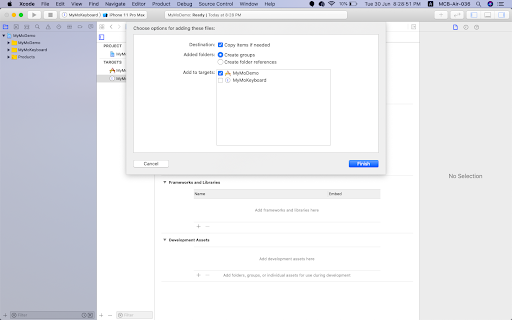 Xcode File Edit View Find Navigate Editor Product Debug Source Control Window Help 10% Tue 30 Jun 8:28:51 PM MCB-Air-036
MyMoKeyboard iPhone 11 Pro Max MyMoDemo: Ready | Today at 8:28 PM
Choose options for adding these files:
Destination: Copy items if needed
Added folders: Create groups
Create folder references
Add to targets: MyMoDemo
MyMoKeyboard
Cancel Finish
MyMoDemo
MyMoDemo
MyMoKeyboard
Products
PROJECT
TARGETS
No Selection
Frameworks and Libraries
Name Embed
Add frameworks and libraries here
Development Assets
Add development assets here
Add folders, groups, or individual assets for use during development
Filter
Filter